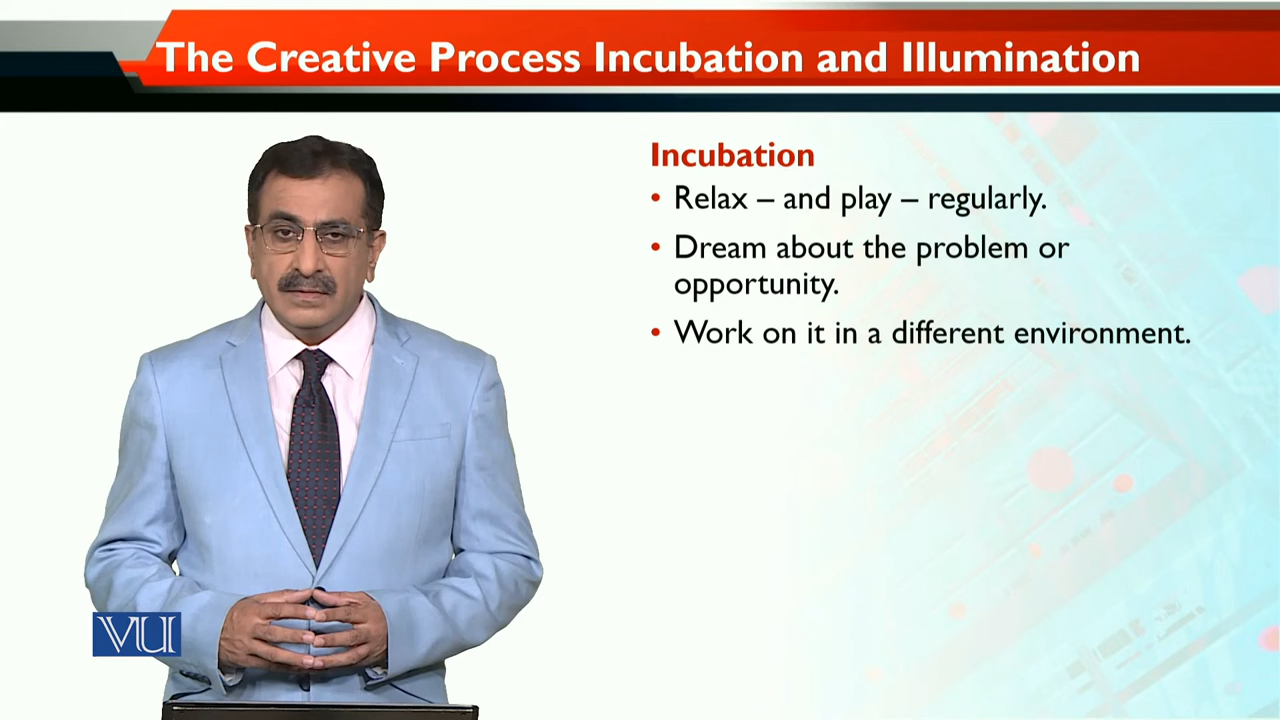 The Creative Process Incubation and Illumination
Incubation
• Relax – and play – regularly.
• Dream about the problem or
opportunity.
• Work on it in a different environment.
VU